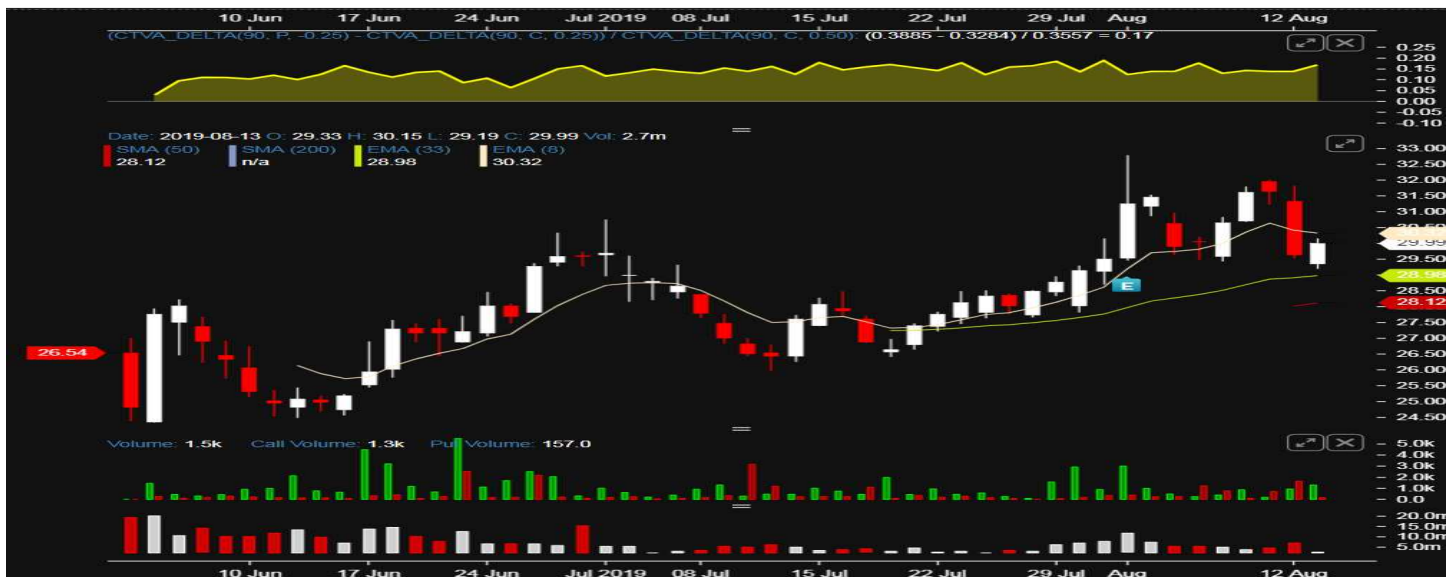 10 Jun 17 Jun 24 Jun Jul 2019 08 Jul 15 Jul 22 Jul 29 Jul Aug 12 Aug
(CTVA_DELTA(90, P, -0.25) - CTVA_DELTA(90, C, 0.25)) / CTVA_DELTA(90, C, 0.50): (0.3885 - 0.3284) / 0.3557 = 0.17
0.25
0.20
0.15
0.10
0.05
0.00
-0.05
-0.10
Date: 2019-08-13 O: 29.33 H: 30.15 L: 29.19 C: 29.99 Vol: 2.7m
SMA (50) SMA (200) EMA (33) EMA (8)
28.12 n/a 28.98 30.32
33.00
32.50
32.00
31.50
31.00
30.50
29.99
29.50
28.98
28.50
28.12
27.50
27.00
26.54
26.50
26.00
25.50
25.00
24.50
E
Volume: 1.5k Call Volume: 1.3k Put Volume: 157.0
5.0k
4.0k
3.0k
2.0k
1.0k
0.0
20.0m
15.0m
10.0m
5.0m
10 Jun 17 Jun 24 Jun Jul 2019 08 Jul 15 Jul 22 Jul 29 Jul Aug 12 Aug